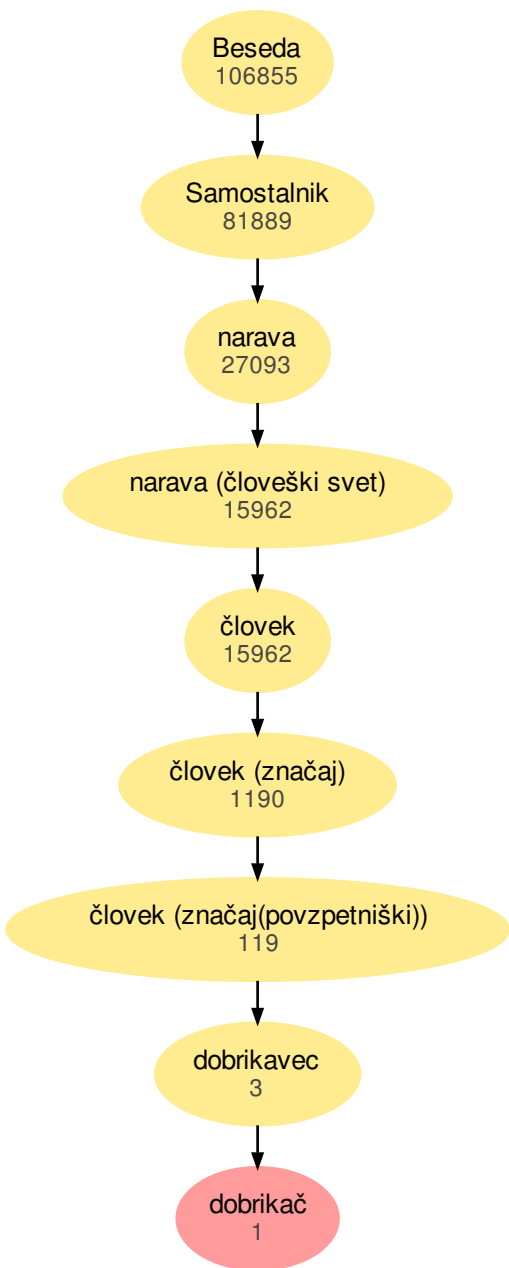 Beseda
106855
Samostalnik
81889
narava
27093
narava (človeški svet)
15962
človek
15962
človek (značaj)
1190
človek (značaj(povzpetniški))
119
dobrikavec
3
dobrikač
1